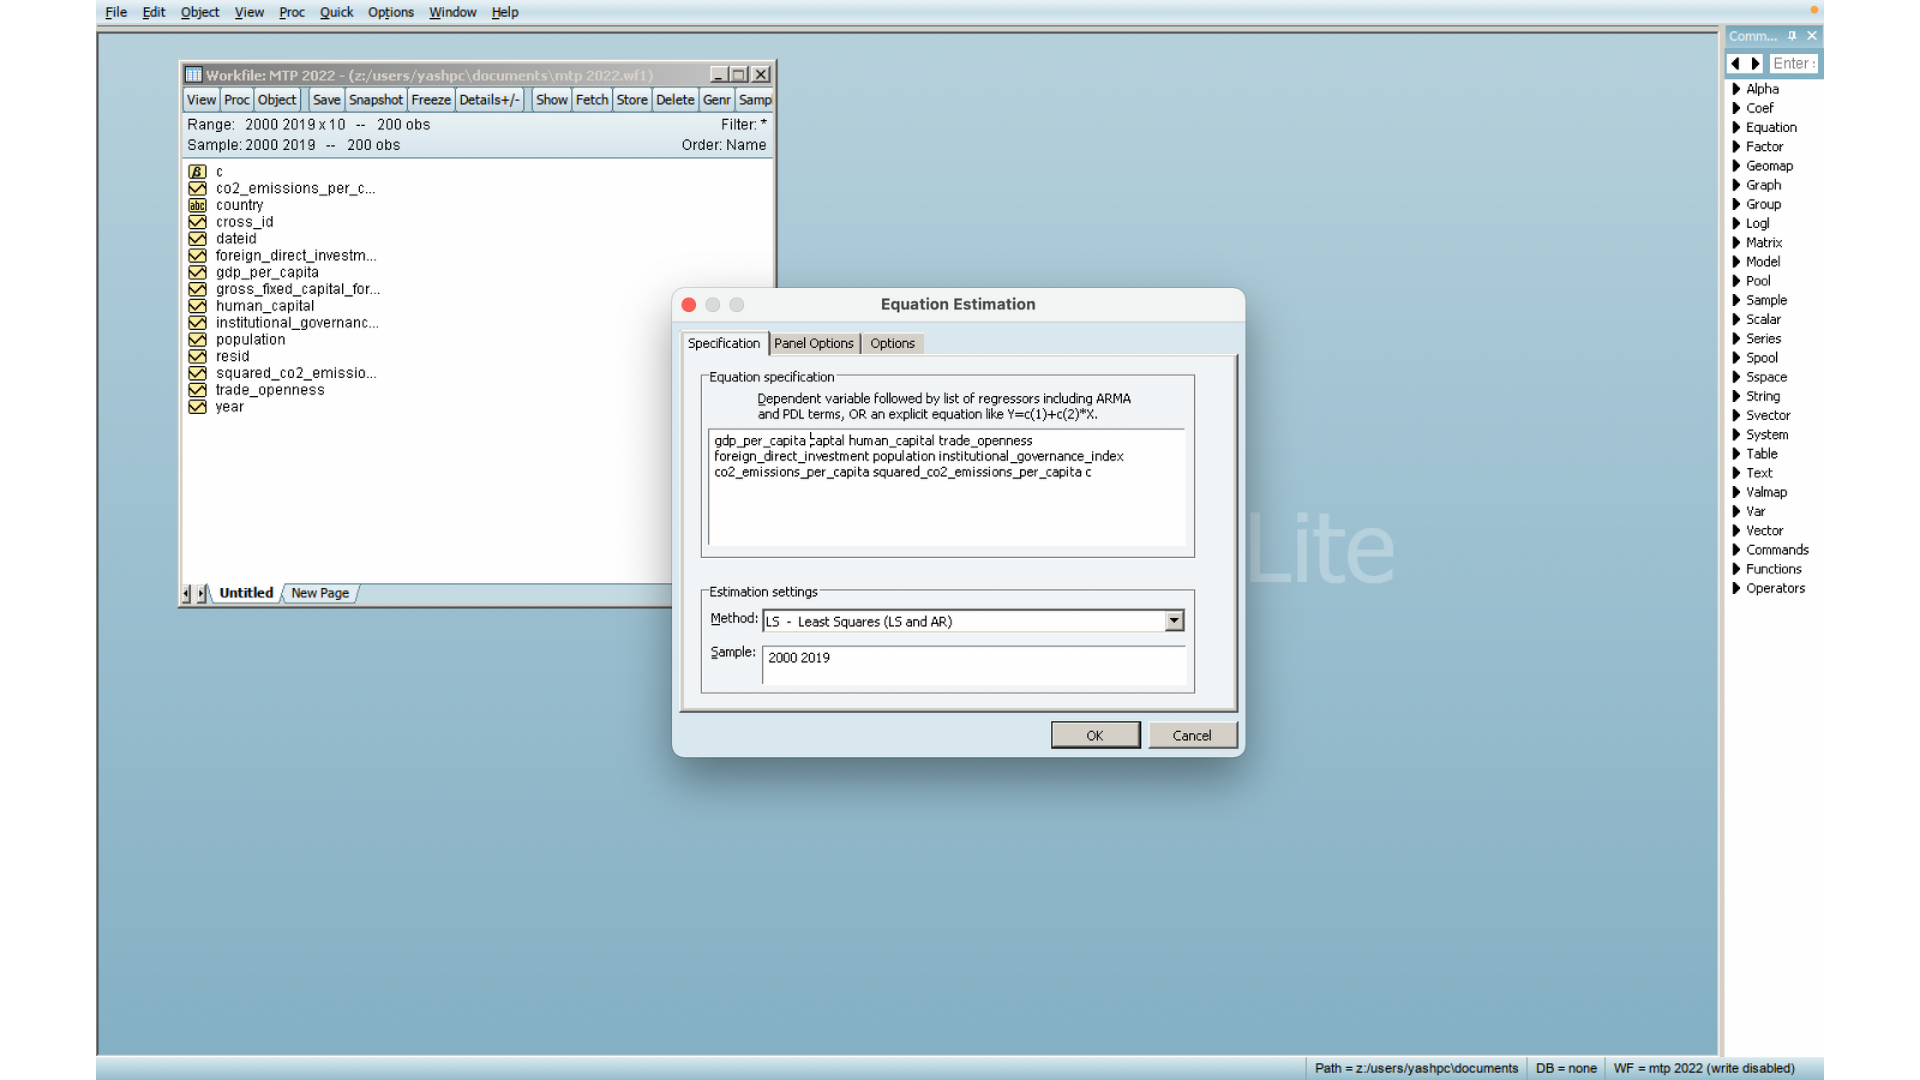 File Edit Object View Proc Quick Options Window Help
Comm...
Enter :
Workfile: MTP 2022 - (z:/users/yashpc\documents\mtp 2022.wf1)
View Proc Object Save Snapshot Freeze Details+/- Show Fetch Store Delete Genr Sampl
Range: 2000 2019 x 10 -- 200 obs Filter: *
Sample: 2000 2019 -- 200 obs Order: Name
β c
co2_emissions_per_c...
abc country
cross_id
dateid
foreign_direct_investm...
gdp_per_capita
gross_fixed_capital_for...
human_capital
institutional_governanc...
population
resid
squared_co2_emissio...
trade_openness
year
Untitled New Page
Equation Estimation
Specification Panel Options Options
Equation specification
Dependent variable followed by list of regressors including ARMA
and PDL terms, OR an explicit equation like Y=c(1)+c(2)*X.
gdp_per_capita captal human_capital trade_openness
foreign_direct_investment population institutional_governance_index
co2_emissions_per_capita squared_co2_emissions_per_capita c
Estimation settings
Method: LS - Least Squares (LS and AR)
Sample: 2000 2019
OK Cancel
Lite
Alpha
Coef
Equation
Factor
Geomap
Graph
Group
Logl
Matrix
Model
Pool
Sample
Scalar
Series
Spool
Sspace
String
Svector
System
Table
Text
Valmap
Var
Vector
Commands
Functions
Operators
Path = z:/users/yashpc\documents DB = none WF = mtp 2022 (write disabled)